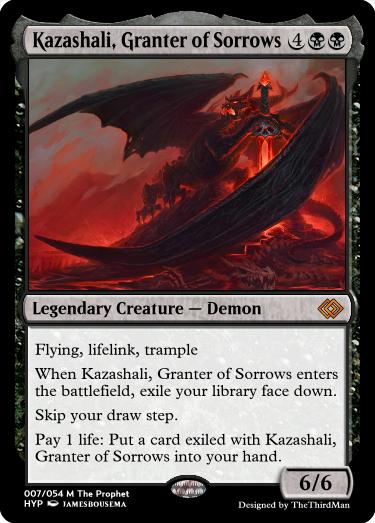 Kazashali, Granter of Sorrows 4
Legendary Creature — Demon
Flying, lifelink, trample
When Kazashali, Granter of Sorrows enters
the battlefield, exile your library face down.
Skip your draw step.
Pay 1 life: Put a card exiled with Kazashali,
Granter of Sorrows into your hand.
6/6
007/054 M The Prophet
HYP JAMESBOUSEMA
Designed by TheThirdMan